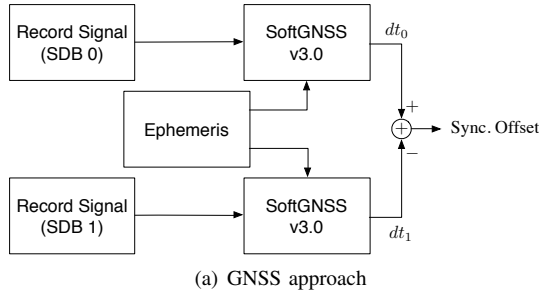 Record Signal
(SDB 0)
SoftGNSS
v3.0
dt₀
+
Ephemeris
+
Sync. Offset
−
Record Signal
(SDB 1)
SoftGNSS
v3.0
dt₁
(a) GNSS approach